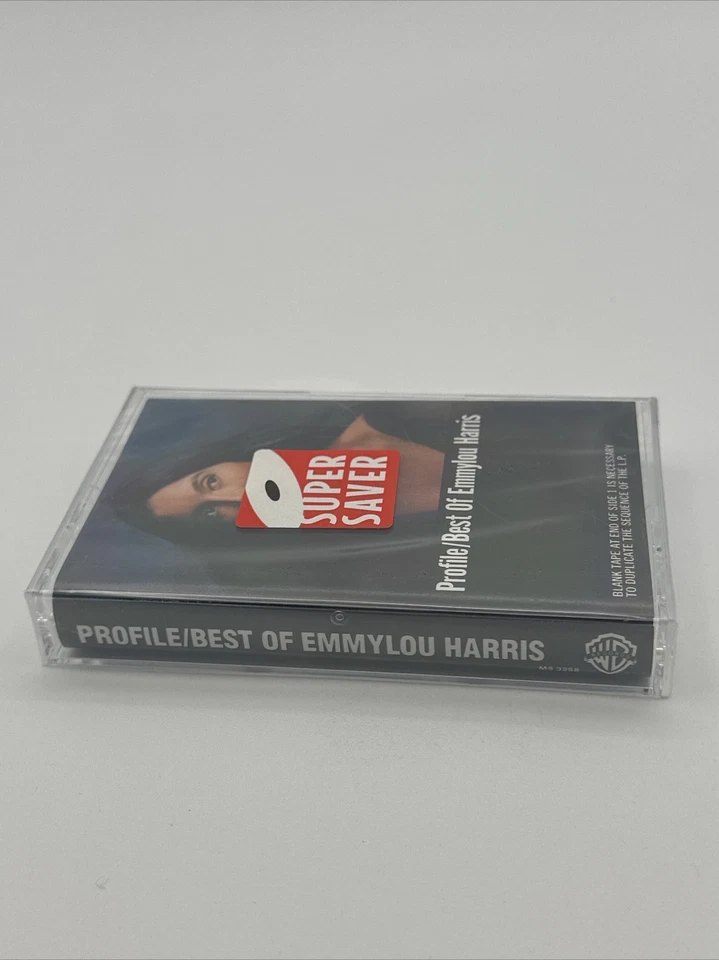 SUPER
SAVER
Profile/Best Of Emmylou Harris
BLANK TAPE AT END OF SIDE 1 IS NECESSARY
TO DUPLICATE THE SEQUENCE OF THE L.P.
PROFILE/BEST OF EMMYLOU HARRIS